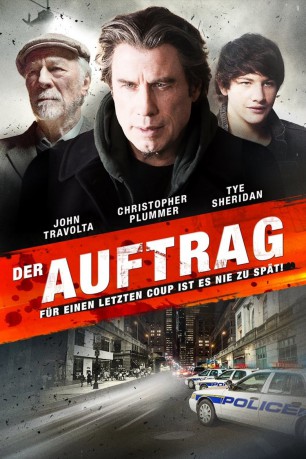 JOHN
TRAVOLTA
CHRISTOPHER
PLUMMER
TYE
SHERIDAN
DER AUFTRAG
FÜR EINEN LETZTEN COUP IST ES NIE ZU SPÄT!
POLICE